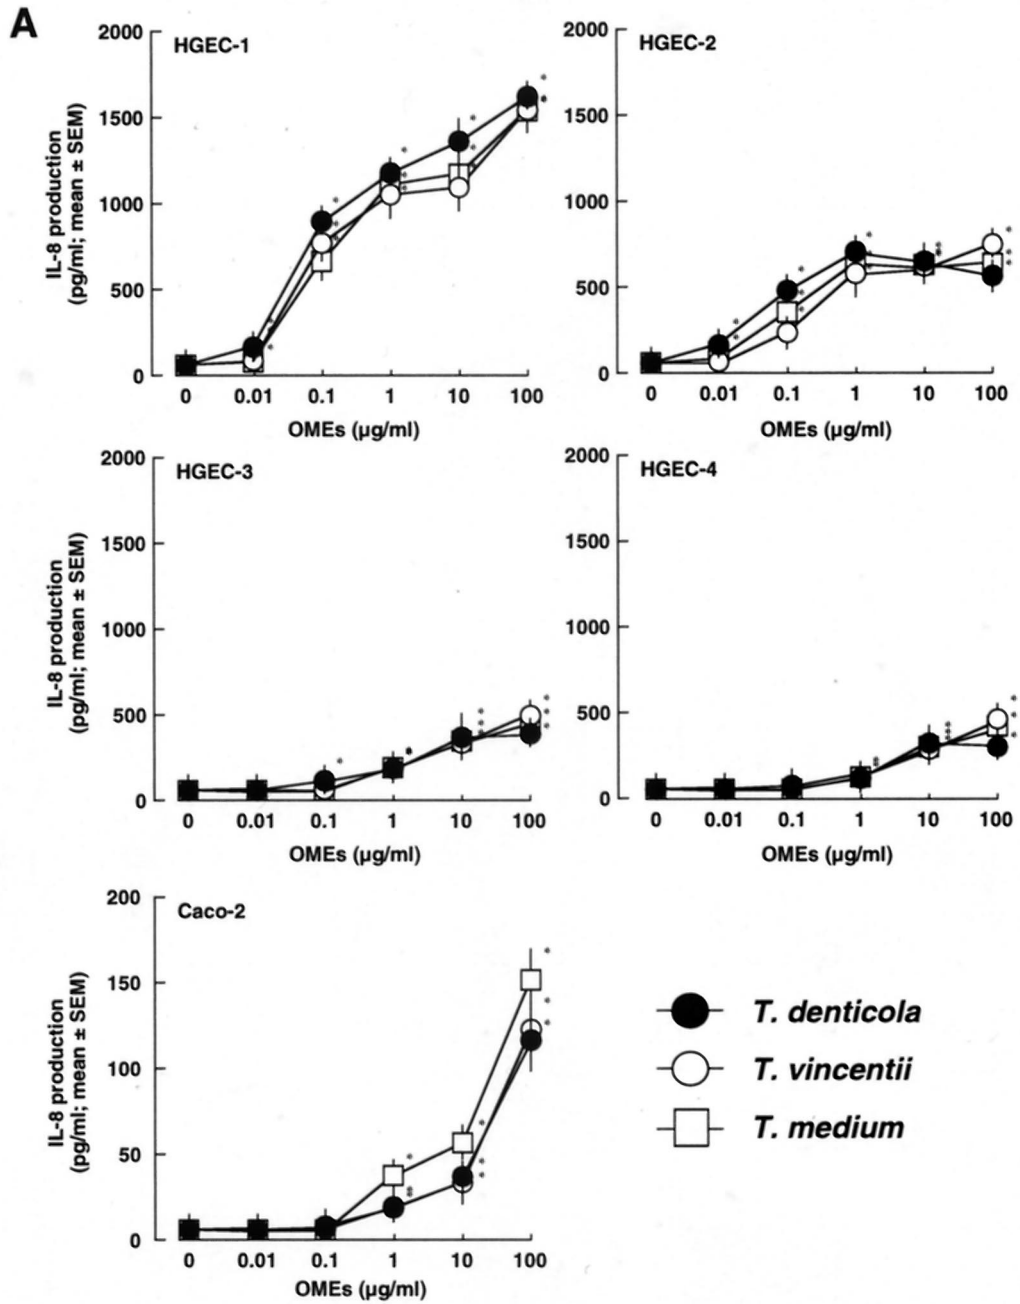 A
HGEC-1
2000
1500
1000
500
0
IL-8 production
(pg/ml; mean ± SEM)
0 0.01 0.1 1 10 100
OMEs (µg/ml)
HGEC-2
2000
1500
1000
500
0
0 0.01 0.1 1 10 100
OMEs (µg/ml)
HGEC-3
2000
1500
1000
500
0
IL-8 production
(pg/ml; mean ± SEM)
0 0.01 0.1 1 10 100
OMEs (µg/ml)
HGEC-4
2000
1500
1000
500
0
0 0.01 0.1 1 10 100
OMEs (µg/ml)
Caco-2
200
150
100
50
0
IL-8 production
(pg/ml; mean ± SEM)
0 0.01 0.1 1 10 100
OMEs (µg/ml)
T. denticola
T. vincentii
T. medium